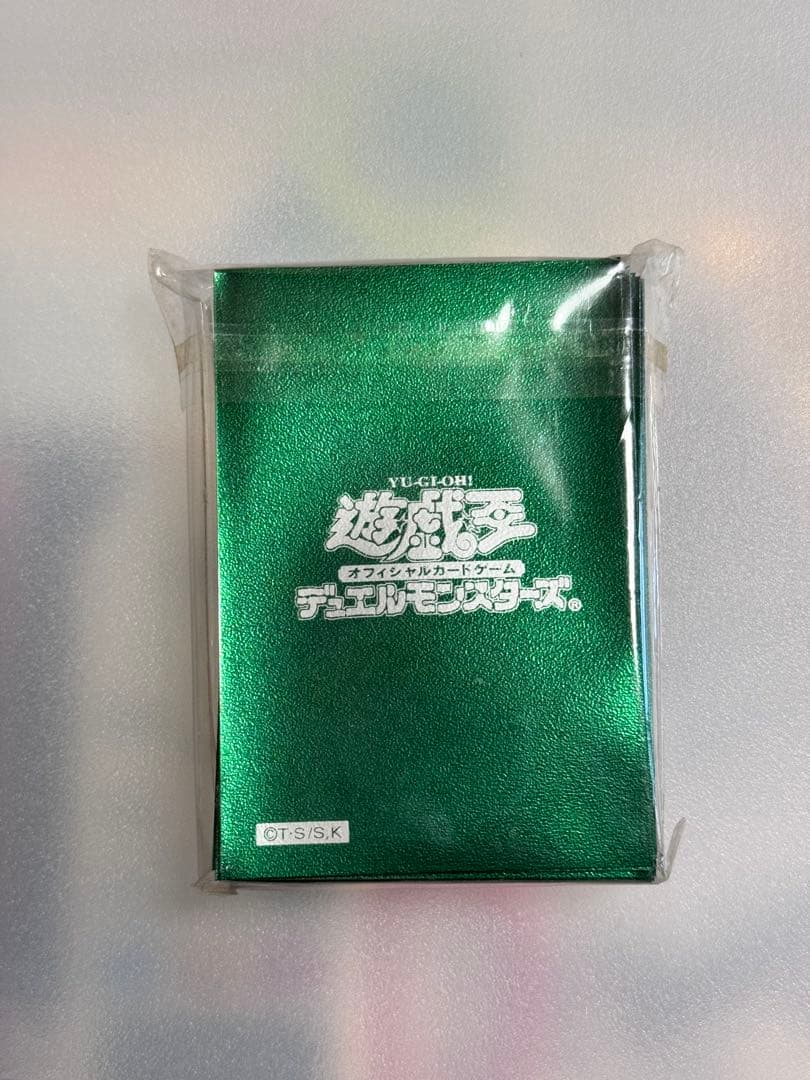 YU-GI-OH!
遊戯王
オフィシャルカードゲーム
デュエルモンスターズ®
©T·S/S,K